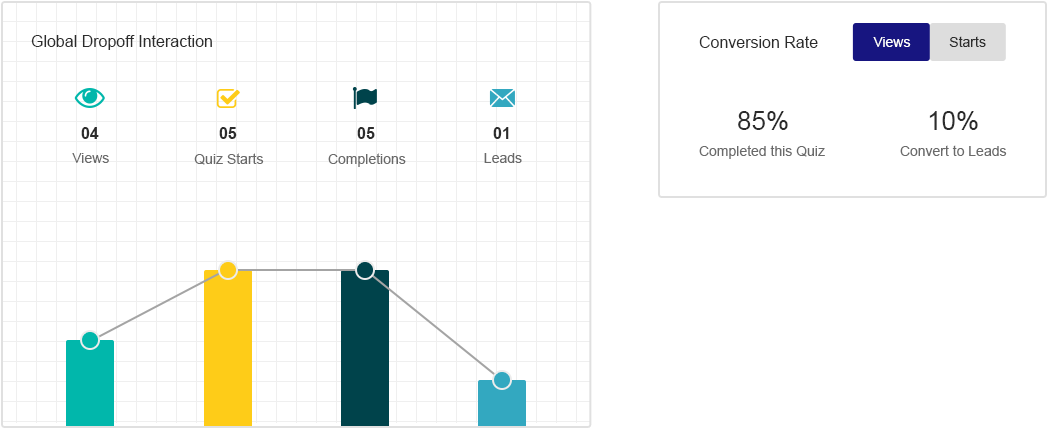 Global Dropoff Interaction
04 05 05 01
Views Quiz Starts Completions Leads
Conversion Rate Views Starts
85% 10%
Completed this Quiz Convert to Leads